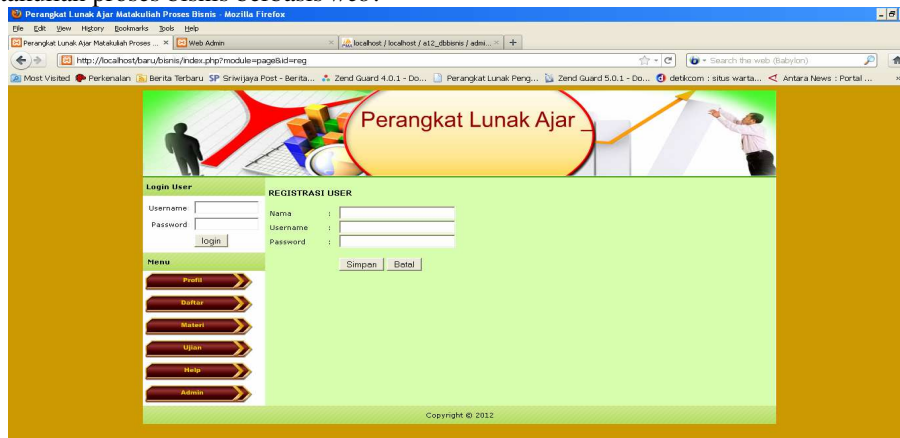 Perangkat Lunak Ajar Matakuliah Proses Bisnis - Mozilla Firefox
File Edit View History Bookmarks Tools Help
Perangkat Lunak Ajar Matakuliah Proses ... × Web Admin × localhost / localhost / a12_dbbisnis / admi... × +
http://localhost/baru/bisnis/index.php?module=page&id=reg
Search the web (Babylon)
Most Visited Perkenalan Berita Terbaru SP Sriwijaya Post - Berita... Zend Guard 4.0.1 - Do... Perangkat Lunak Peng... Zend Guard 5.0.1 - Do... detikcom : situs warta... Antara News : Portal ... »
Perangkat Lunak Ajar _
Login User
Username
Password
login
REGISTRASI USER
Nama :
Username :
Password :
Simpan Batal
Menu
Profil
Daftar
Materi
Ujian
Help
Admin
Copyright © 2012